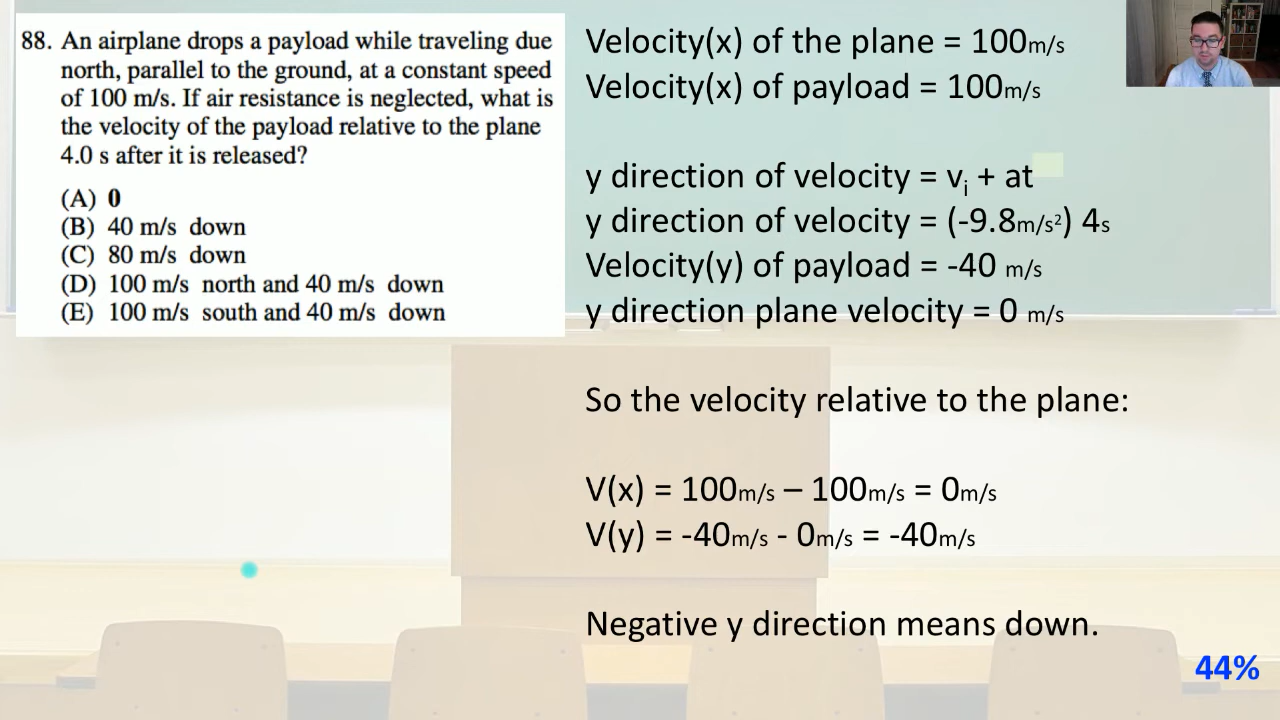 88. An airplane drops a payload while traveling due
north, parallel to the ground, at a constant speed
of 100 m/s. If air resistance is neglected, what is
the velocity of the payload relative to the plane
4.0 s after it is released?
(A) 0
(B) 40 m/s down
(C) 80 m/s down
(D) 100 m/s north and 40 m/s down
(E) 100 m/s south and 40 m/s down
Velocity(x) of the plane = 100m/s
Velocity(x) of payload = 100m/s
y direction of velocity = vᵢ + at
y direction of velocity = (-9.8m/s²) 4s
Velocity(y) of payload = -40 m/s
y direction plane velocity = 0 m/s
So the velocity relative to the plane:
V(x) = 100m/s – 100m/s = 0m/s
V(y) = -40m/s - 0m/s = -40m/s
Negative y direction means down.
44%